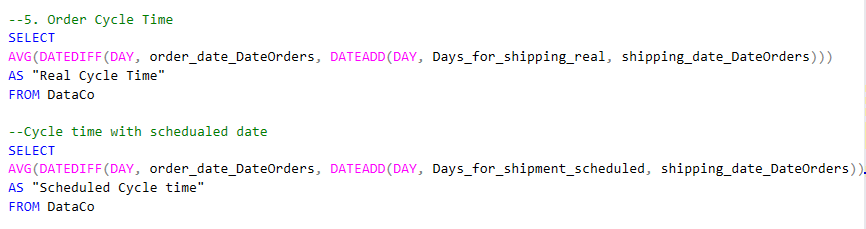 --5. Order Cycle Time
SELECT
AVG(DATEDIFF(DAY, order_date_DateOrders, DATEADD(DAY, Days_for_shipping_real, shipping_date_DateOrders)))
AS "Real Cycle Time"
FROM DataCo
--Cycle time with schedualed date
SELECT
AVG(DATEDIFF(DAY, order_date_DateOrders, DATEADD(DAY, Days_for_shipment_scheduled, shipping_date_DateOrders))
AS "Scheduled Cycle time"
FROM DataCo